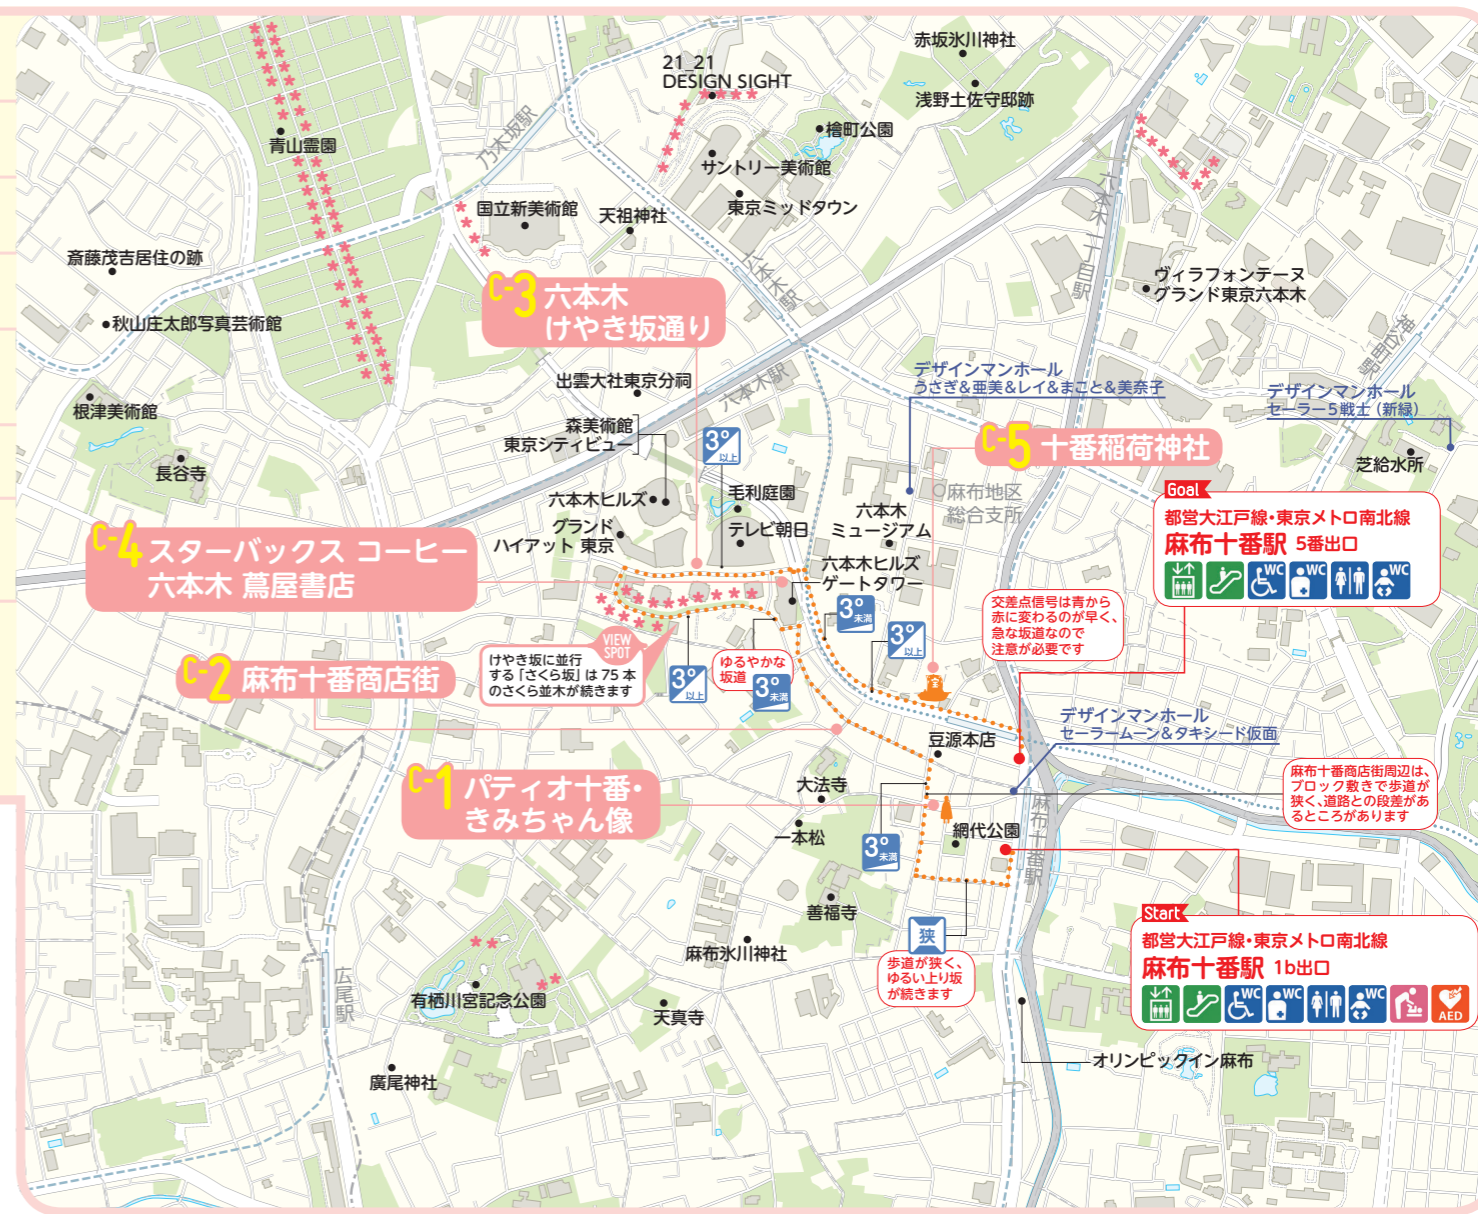 赤坂氷川神社
21_21
DESIGN SIGHT
浅野土佐守邸跡
檜町公園
青山霊園
乃木坂駅
サントリー美術館
国立新美術館
天祖神社
東京ミッドタウン
六本木一丁目駅
斎藤茂吉居住の跡
六本木駅
ヴィラフォンテーヌ
グランド東京六本木
C-3 六本木
けやき坂通り
秋山庄太郎写真芸術館
神谷町駅
出雲大社東京分祠
六本木駅
デザインマンホール
うさぎ&亜美&レイ&まこと&美奈子
デザインマンホール
セーラー5戦士(新緑)
根津美術館
森美術館
東京シティビュー
3°
以上
C-5 十番稲荷神社
長谷寺
芝給水所
六本木ヒルズ
毛利庭園
麻布地区
総合支所
六本木
ミュージアム
Goal
都営大江戸線・東京メトロ南北線
麻布十番駅 5番出口
WC
WC
WC
グランド
ハイアット 東京
テレビ朝日
C-4 スターバックス コーヒー
六本木 蔦屋書店
六本木ヒルズ
ゲートタワー
3°
未満
交差点信号は青から
赤に変わるのが早く、
急な坂道なので
注意が必要です
3°
以上
VIEW
SPOT
けやき坂に並行
する「さくら坂」は 75 本
のさくら並木が続きます
ゆるやかな
坂道
3°
以上
3°
未満
C-2 麻布十番商店街
デザインマンホール
セーラームーン&タキシード仮面
豆源本店
C-1 パティオ十番・
きみちゃん像
大法寺
麻布十番商店街周辺は、
ブロック敷きで歩道が
狭く、道路との段差があ
るところがあります
一本松
網代公園
麻布十番駅
3°
未満
善福寺
狭
歩道が狭く、
ゆるい上り坂
が続きます
Start
都営大江戸線・東京メトロ南北線
麻布十番駅 1b出口
WC
WC
WC
AED
麻布氷川神社
広尾駅
有栖川宮記念公園
天真寺
オリンピックイン麻布
廣尾神社